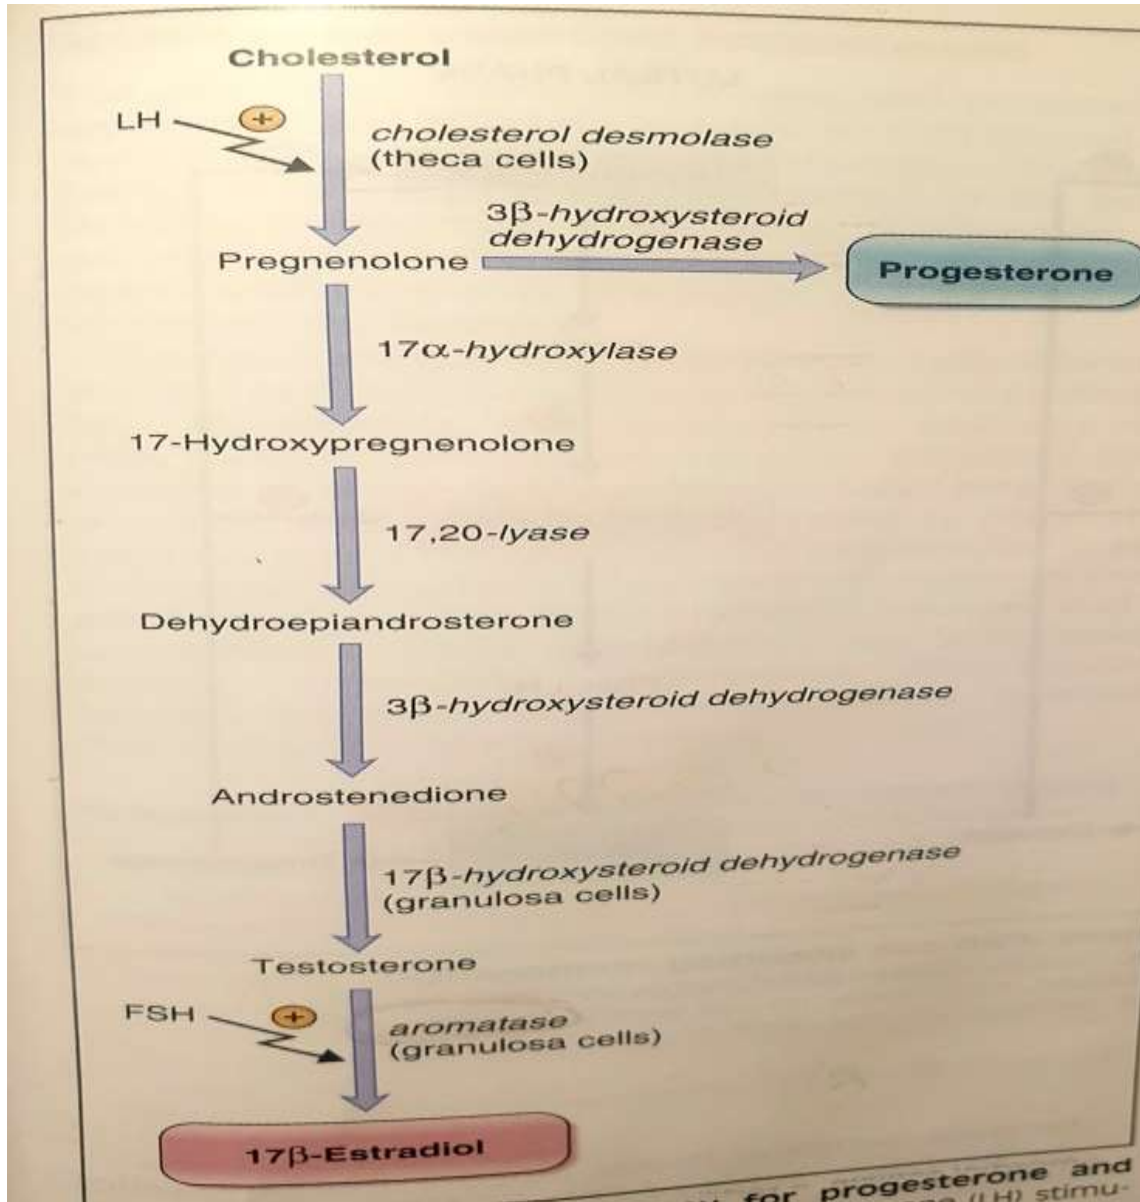 Cholesterol
LH
+
cholesterol desmolase
(theca cells)
3β-hydroxysteroid
dehydrogenase
Pregnenolone
Progesterone
17α-hydroxylase
17-Hydroxypregnenolone
17,20-lyase
Dehydroepiandrosterone
3β-hydroxysteroid dehydrogenase
Androstenedione
17β-hydroxysteroid dehydrogenase
(granulosa cells)
Testosterone
FSH
+
aromatase
(granulosa cells)
17β-Estradiol
for progesterone and
(LH) stimu-